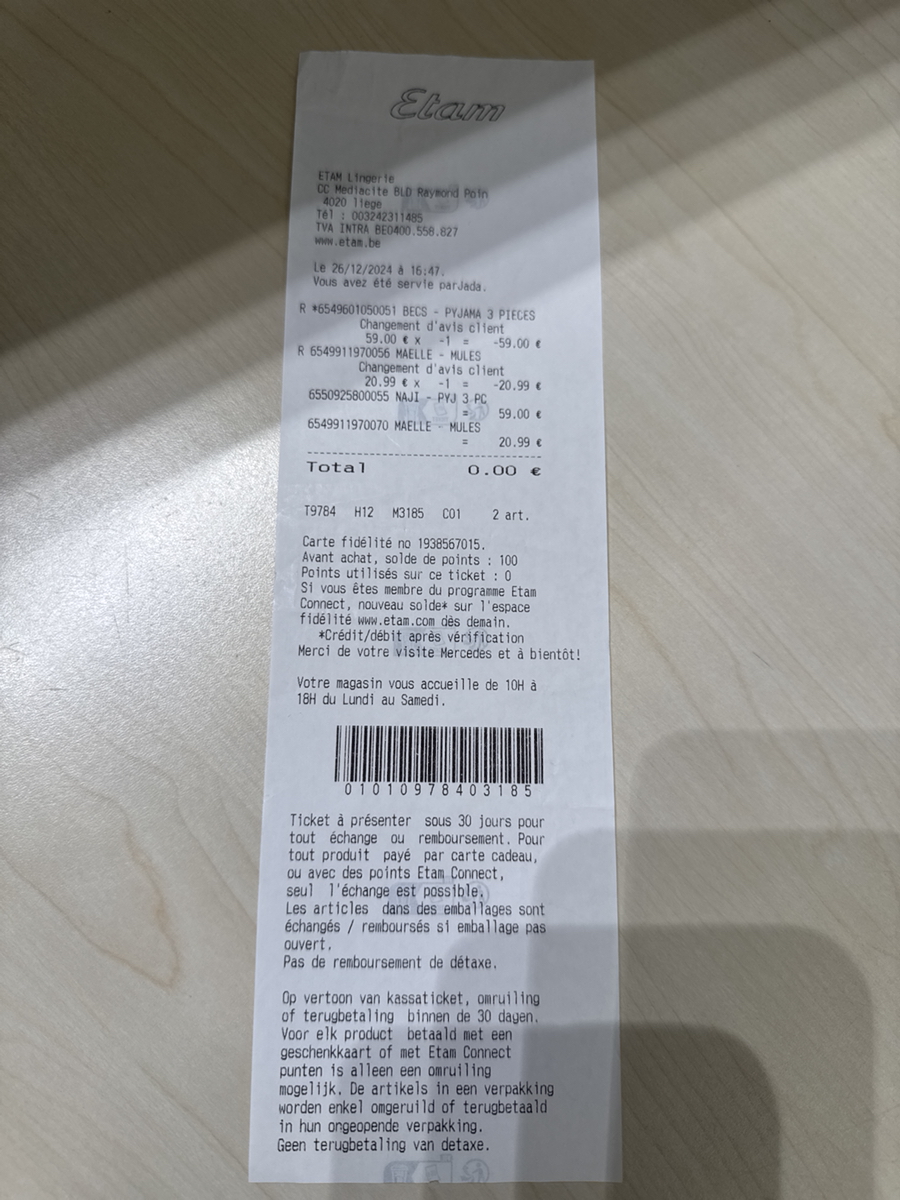 Etam
ETAM Lingerie
CC Mediacite BLD Raymond Poin
4020 liege
Tél : 003242311485
TVA INTRA BE0400.558.827
www.etam.be
Le 26/12/2024 à 16:47.
Vous avez été servie parJada.
R *6549601050051 BECS - PYJAMA 3 PIECES
Changement d'avis client
59.00 € x -1 = -59.00 €
R 6549911970056 MAELLE - MULES
Changement d'avis client
20.99 € x -1 = -20.99 €
6550925800055 NAJI - PYJ 3 PC
= 59.00 €
6549911970070 MAELLE - MULES
= 20.99 €
Total 0.00 €
T9784 H12 M3185 C01 2 art.
Carte fidélité no 1938567015.
Avant achat, solde de points : 100
Points utilisés sur ce ticket : 0
Si vous êtes membre du programme Etam
Connect, nouveau solde* sur l'espace
fidélité www.etam.com dès demain.
*Crédit/débit après vérification
Merci de votre visite Mercedes et à bientôt!
Votre magasin vous accueille de 10H à
18H du Lundi au Samedi.
01010978403185
Ticket à présenter sous 30 jours pour
tout échange ou remboursement. Pour
tout produit payé par carte cadeau,
ou avec des points Etam Connect,
seul l'échange est possible.
Les articles dans des emballages sont
échangés / remboursés si emballage pas
ouvert.
Pas de remboursement de détaxe.
Op vertoon van kassaticket, omruiling
of terugbetaling binnen de 30 dagen.
Voor elk product betaald met een
geschenkkaart of met Etam Connect
punten is alleen een omruiling
mogelijk. De artikels in een verpakking
worden enkel omgeruild of terugbetaald
in hun ongeopende verpakking.
Geen terugbetaling van detaxe.